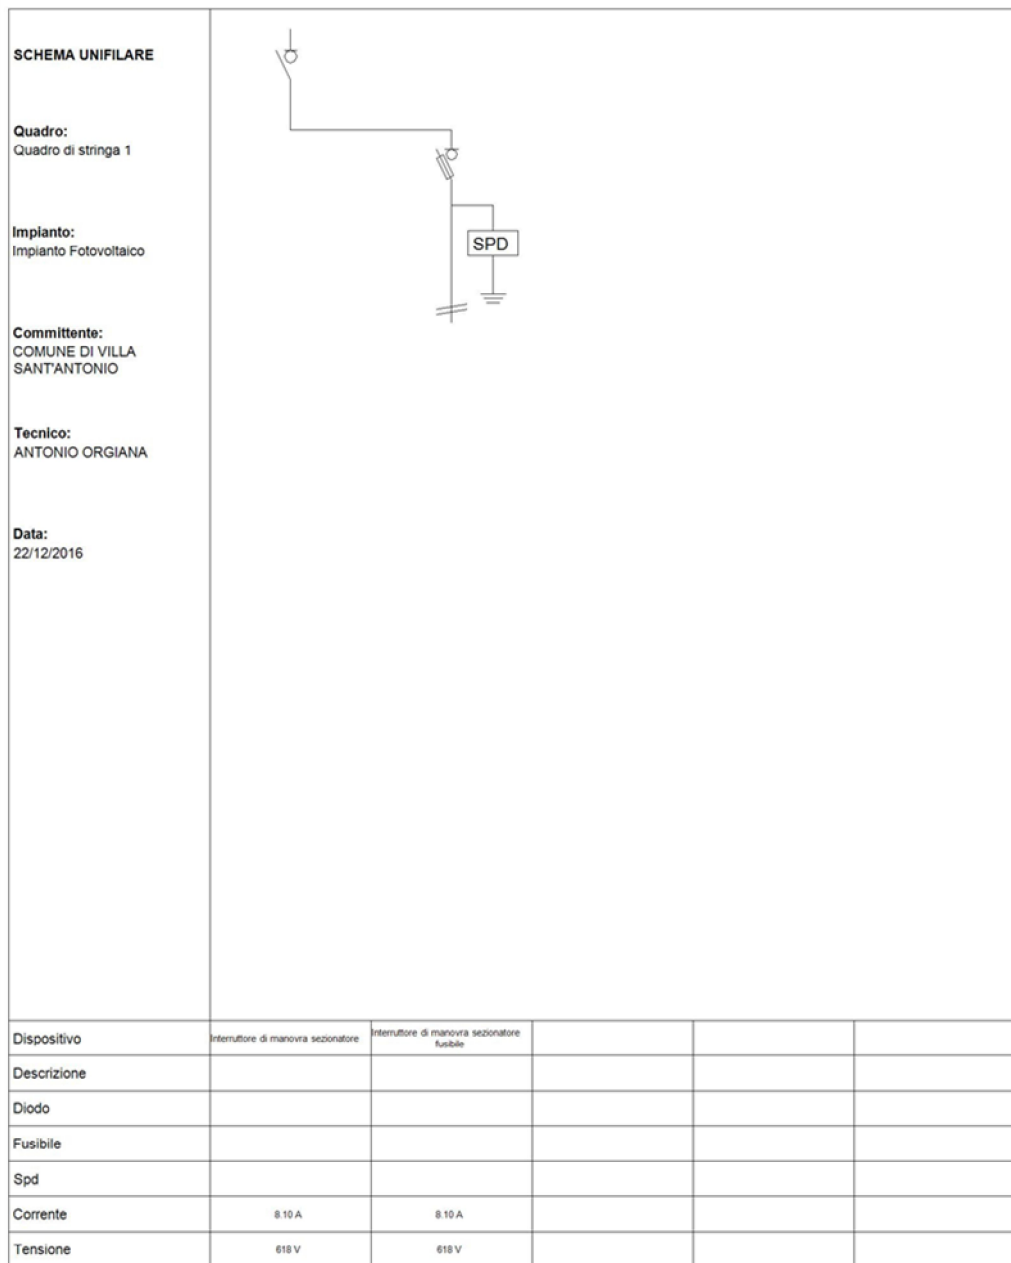 SCHEMA UNIFILARE
Quadro:
Quadro di stringa 1
Impianto:
Impianto Fotovoltaico
Committente:
COMUNE DI VILLA
SANT'ANTONIO
Tecnico:
ANTONIO ORGIANA
Data:
22/12/2016
SPD
Dispositivo Interruttore di manovra sezionatore Interruttore di manovra sezionatore
fusibile
Descrizione
Diodo
Fusibile
Spd
Corrente 8.10 A 8.10 A
Tensione 618 V 618 V